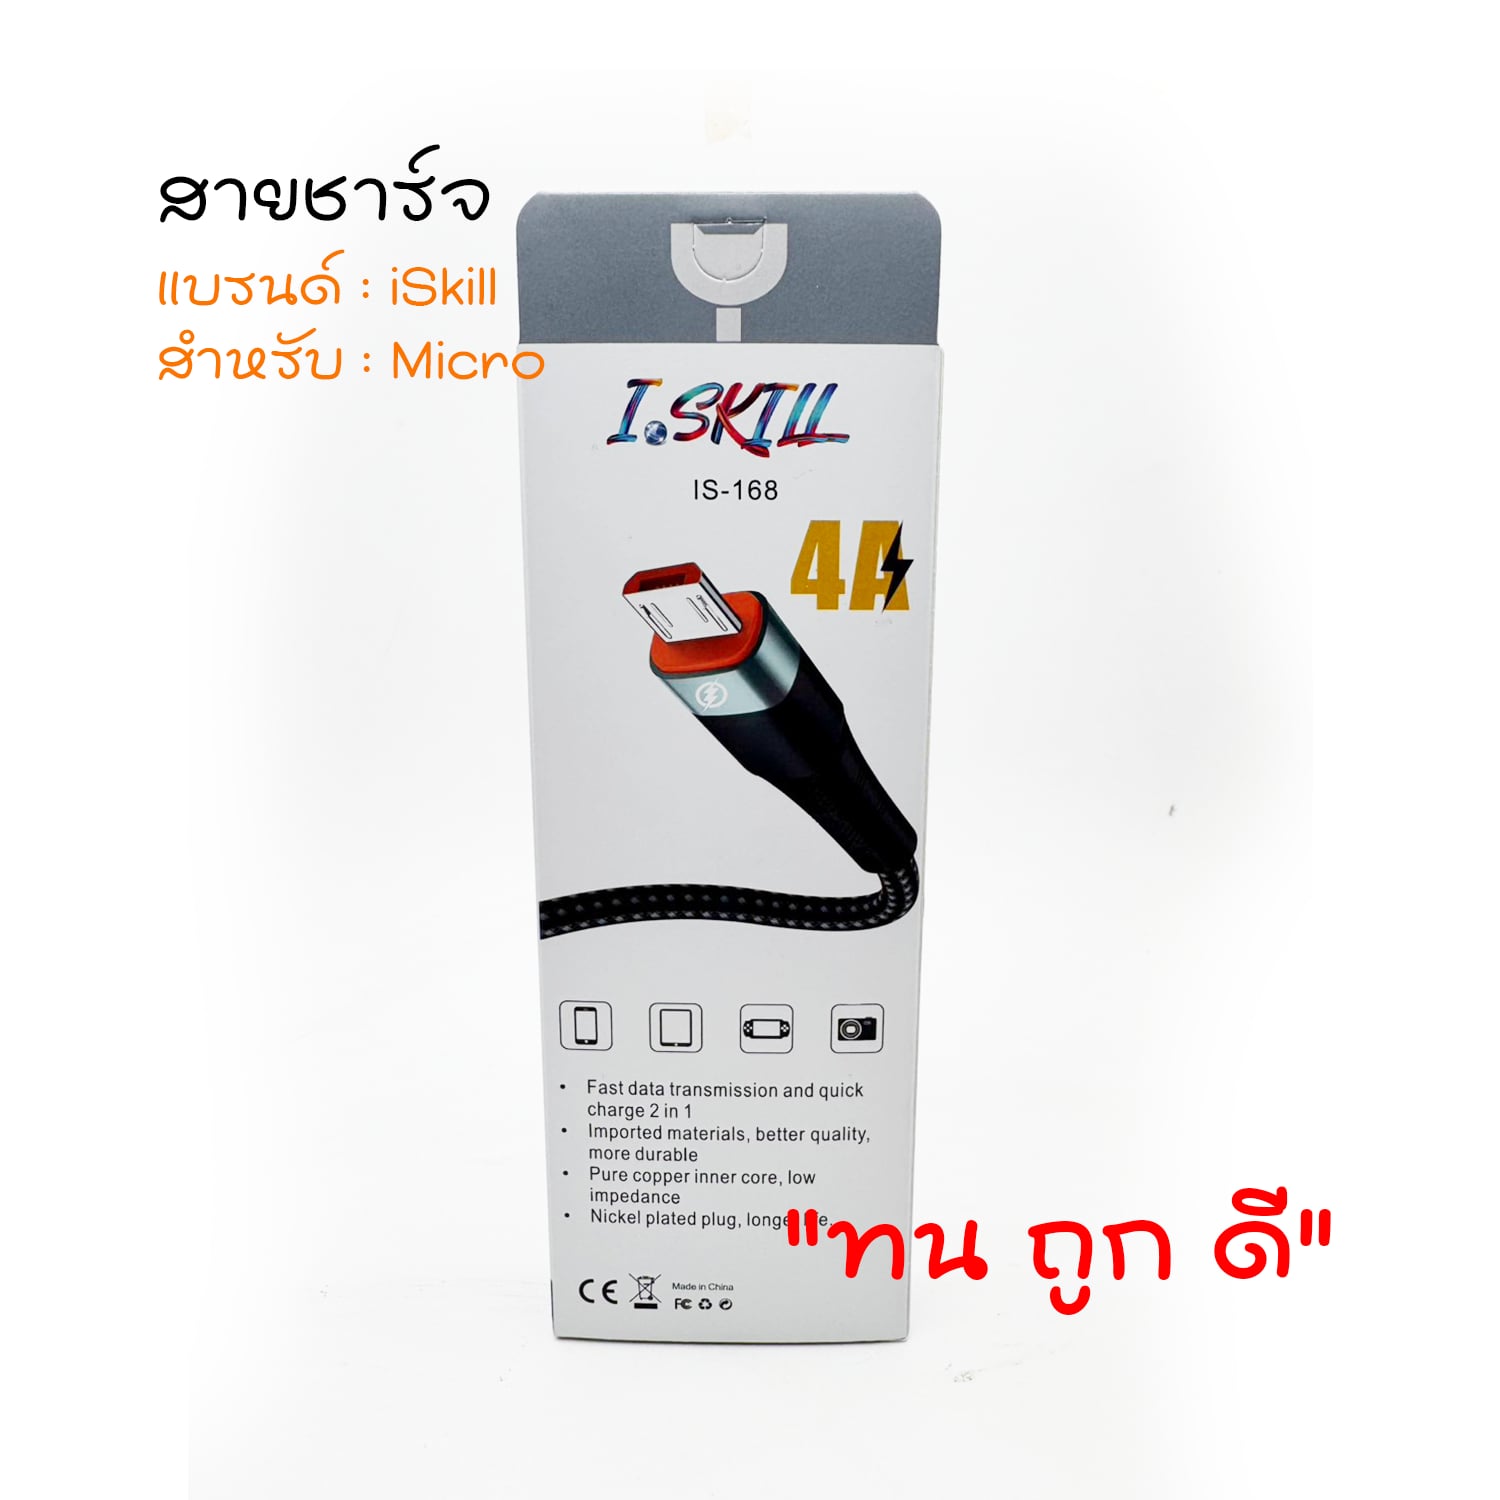 สายชาร์จ
แบรนด์ : iSkill
สำหรับ : Micro
I.SKILL
IS-168
4A
• Fast data transmission and quick
charge 2 in 1
• Imported materials, better quality,
more durable
• Pure copper inner core, low
impedance
• Nickel plated plug,
"ทน ถูก ดี"
CE
Made in China
FC